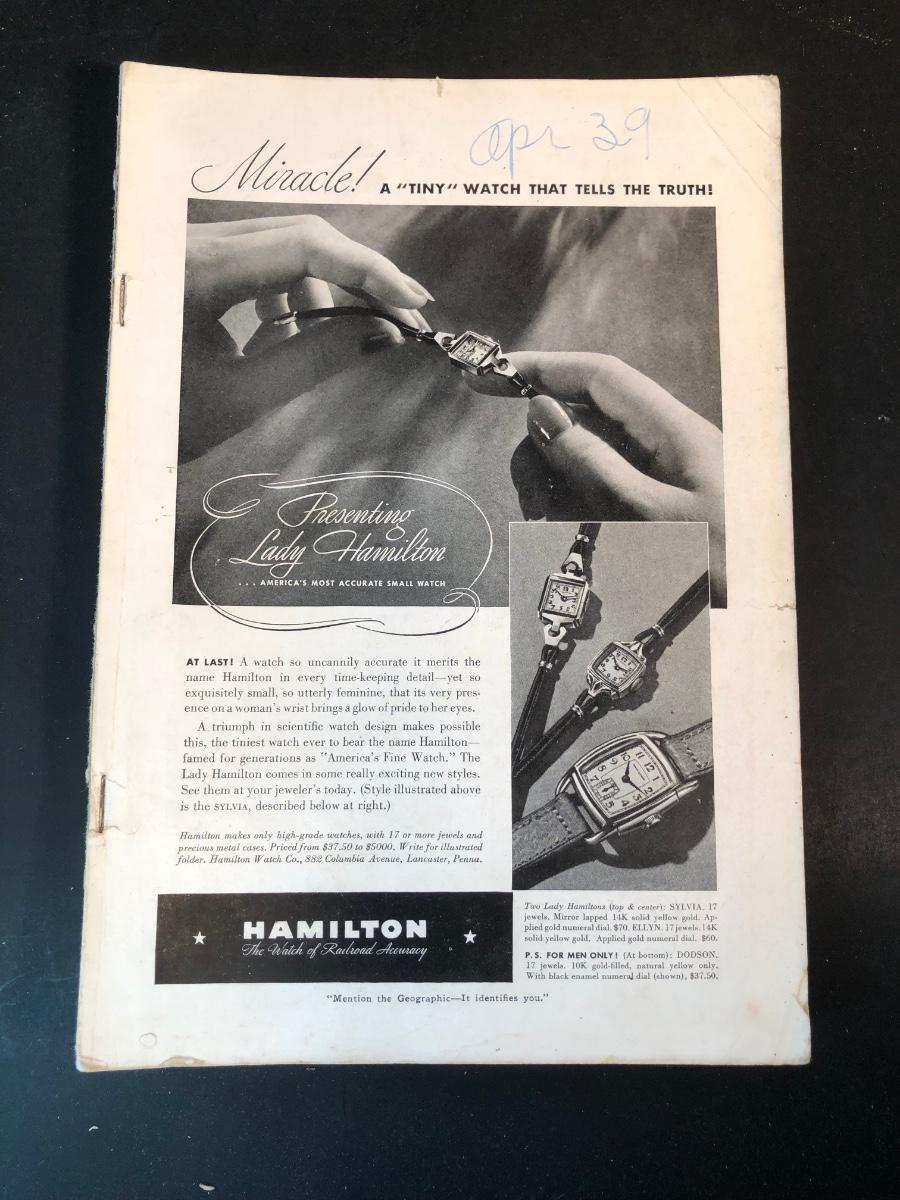 Apr 39
Miracle! A "TINY" WATCH THAT TELLS THE TRUTH!
Presenting
Lady Hamilton
. . . AMERICA'S MOST ACCURATE SMALL WATCH
AT LAST! A watch so uncannily accurate it merits the
name Hamilton in every time-keeping detail—yet so
exquisitely small, so utterly feminine, that its very pres-
ence on a woman's wrist brings a glow of pride to her eyes.
A triumph in scientific watch design makes possible
this, the tiniest watch ever to bear the name Hamilton—
famed for generations as "America's Fine Watch." The
Lady Hamilton comes in some really exciting new styles.
See them at your jeweler's today. (Style illustrated above
is the SYLVIA, described below at right.)
Hamilton makes only high-grade watches, with 17 or more jewels and
precious metal cases. Priced from $37.50 to $5000. Write for illustrated
folder. Hamilton Watch Co., 882 Columbia Avenue, Lancaster, Penna.
HAMILTON
The Watch of Railroad Accuracy
Two Lady Hamiltons (top & center): SYLVIA. 17
jewels. Mirror lapped 14K solid yellow gold. Ap-
plied gold numeral dial. $70. ELLYN. 17 jewels. 14K
solid yellow gold. Applied gold numeral dial. $60.
P.S. FOR MEN ONLY! (At bottom): DODSON.
17 jewels. 10K gold-filled, natural yellow only.
With black enamel numeral dial (shown), $37.50.
"Mention the Geographic—It identifies you."